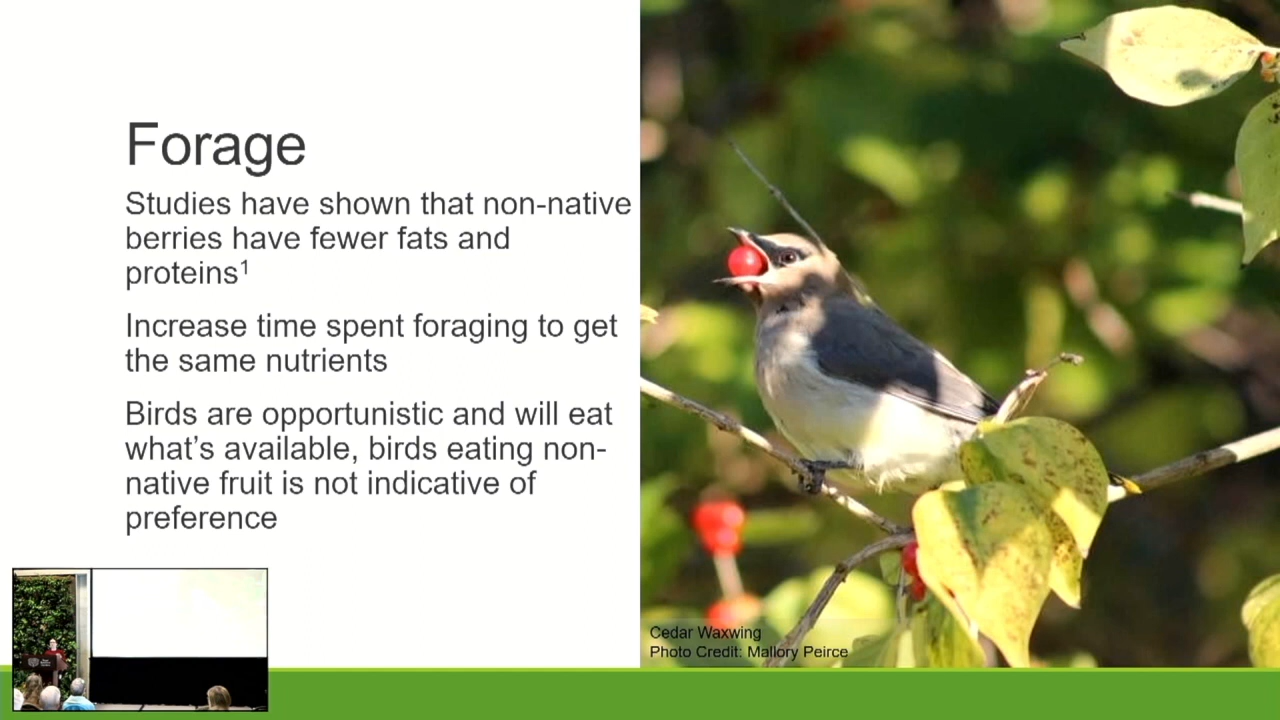 Forage
Studies have shown that non-native
berries have fewer fats and
proteins¹
Increase time spent foraging to get
the same nutrients
Birds are opportunistic and will eat
what's available, birds eating non-
native fruit is not indicative of
preference
Cedar Waxwing
Photo Credit: Mallory Peirce